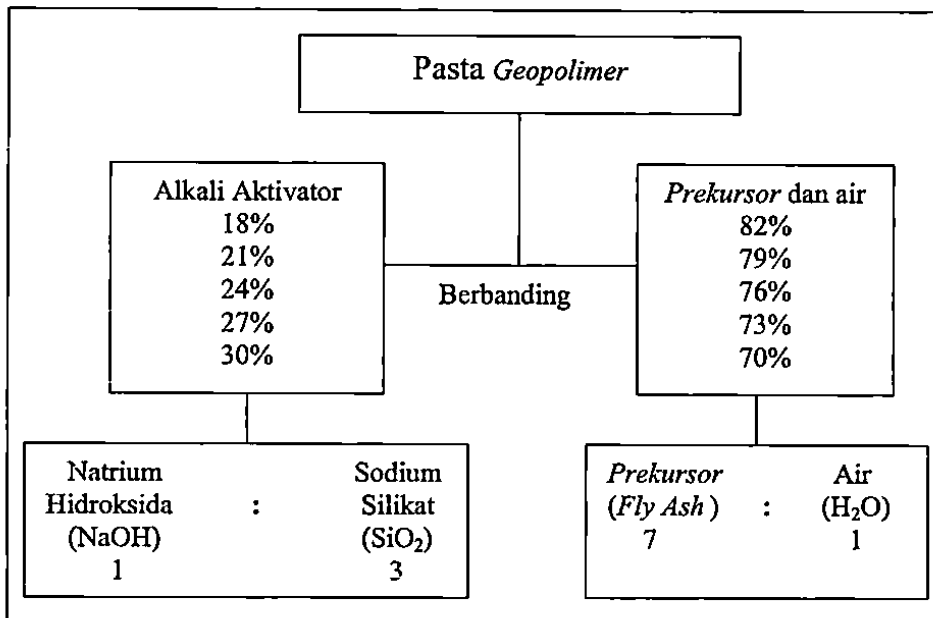 Pasta Geopolimer
Alkali Aktivator
18%
21%
24%
27%
30%
Berbanding
Prekursor dan air
82%
79%
76%
73%
70%
Natrium
Hidroksida
(NaOH)
1
:
Sodium
Silikat
(SiO₂)
3
Prekursor
(Fly Ash)
7
:
Air
(H₂O)
1